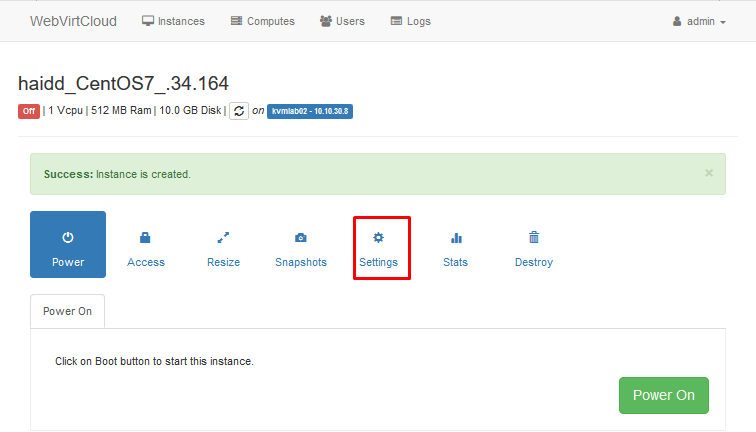 WebVirtCloud Instances Computes Users Logs admin
haidd_CentOS7_.34.164
Off | 1 Vcpu | 512 MB Ram | 10.0 GB Disk | on kvmlab02 - 10.10.30.8
Success: Instance is created. ×
Power Access Resize Snapshots Settings Stats Destroy
Power On
Click on Boot button to start this instance.
Power On